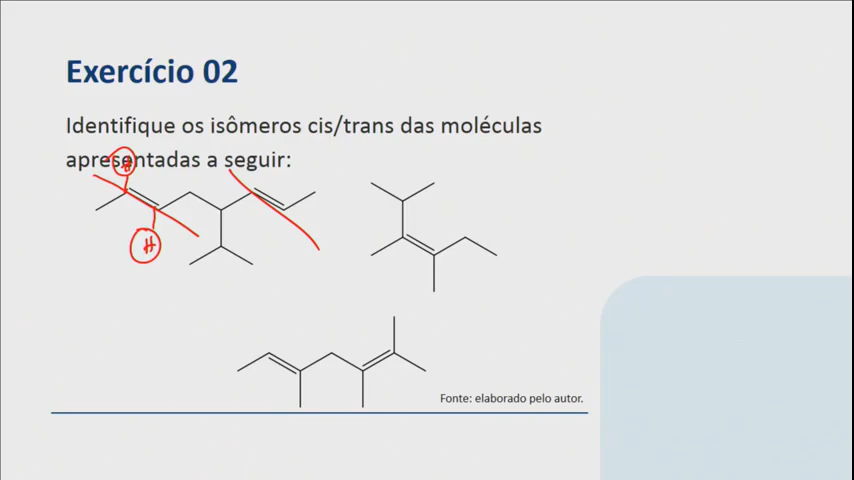 Exercício 02
Identifique os isômeros cis/trans das moléculas
apresentadas a seguir:
H
H
Fonte: elaborado pelo autor.